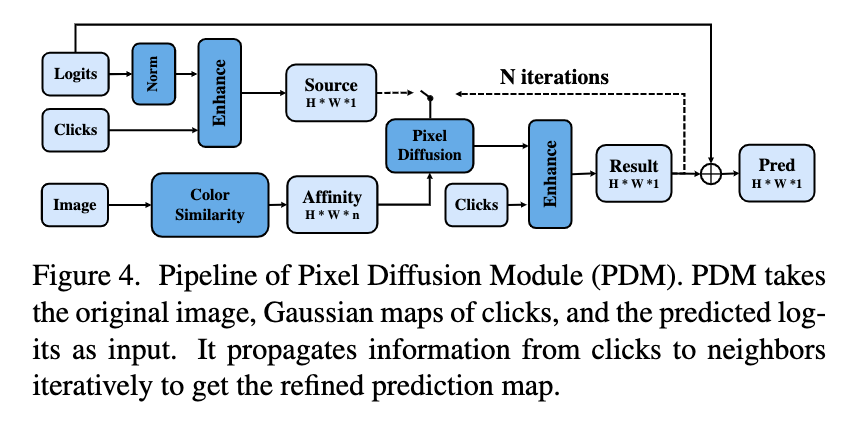 Logits
Norm
Enhance
Source
H * W *1
N iterations
Clicks
Pixel
Diffusion
Enhance
Result
H * W *1
Pred
H * W *1
Image
Color
Similarity
Affinity
H * W * n
Clicks
Figure 4. Pipeline of Pixel Diffusion Module (PDM). PDM takes
the original image, Gaussian maps of clicks, and the predicted log-
its as input. It propagates information from clicks to neighbors
iteratively to get the refined prediction map.